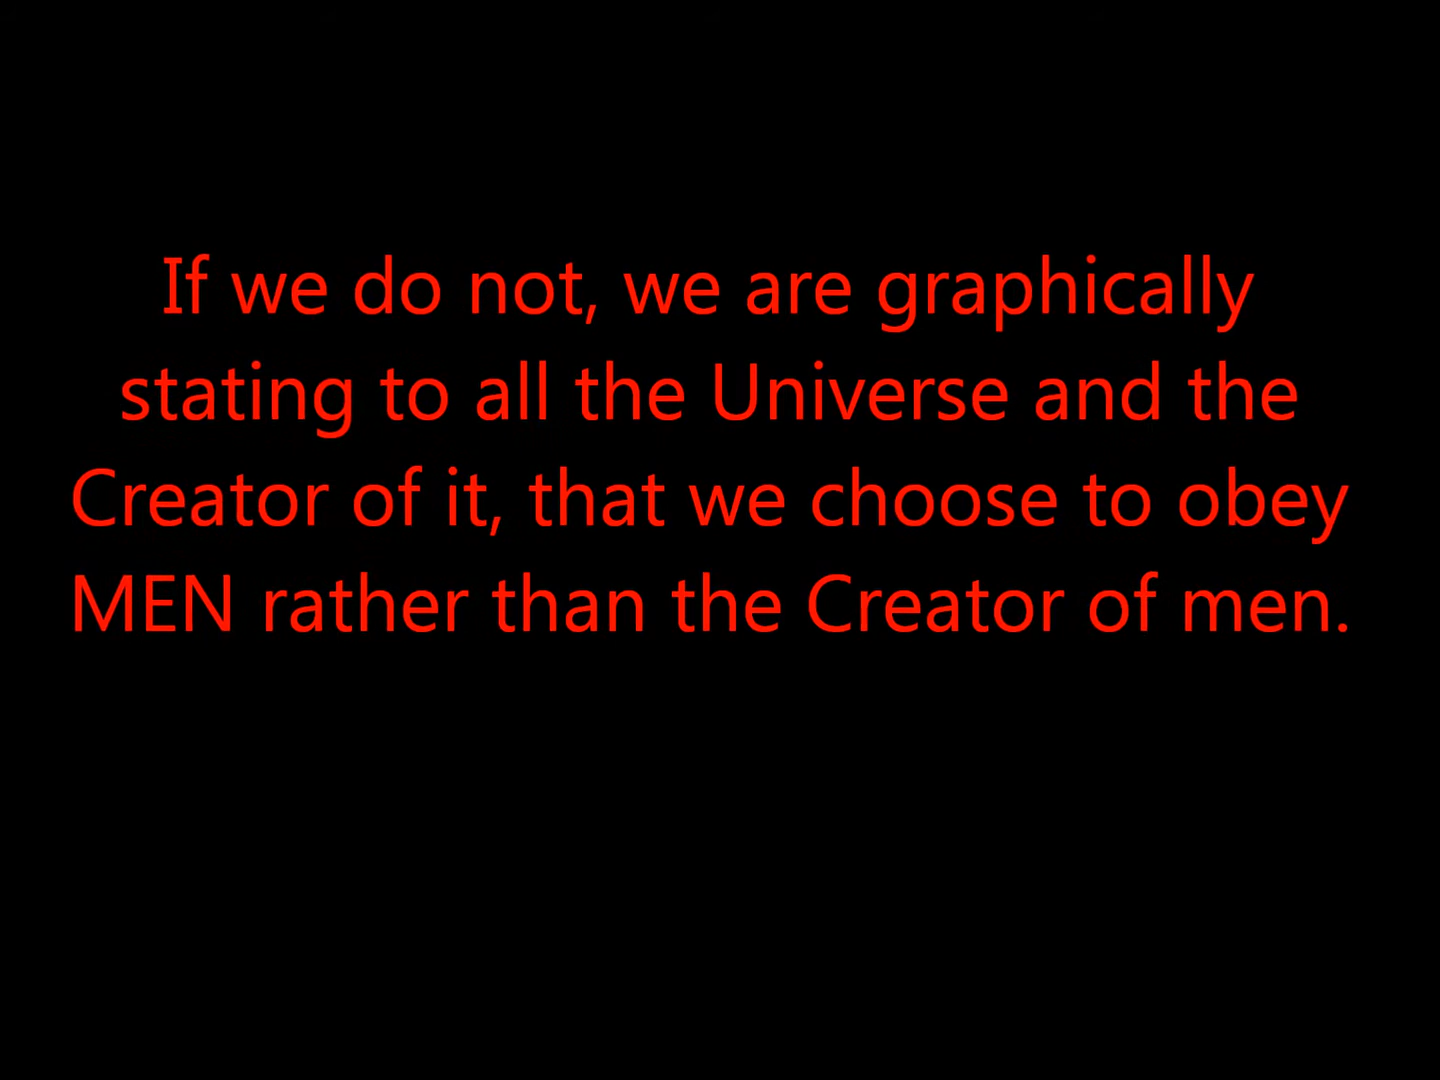 If we do not, we are graphically
stating to all the Universe and the
Creator of it, that we choose to obey
MEN rather than the Creator of men.